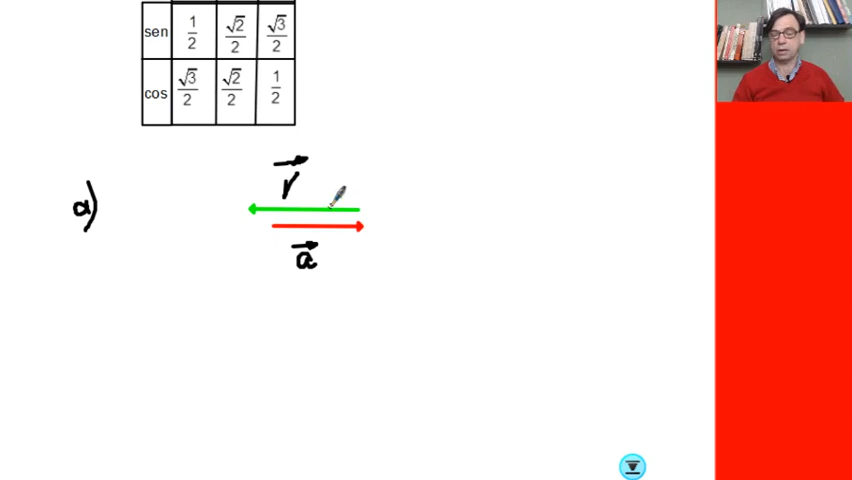 sen 1/2 √2/2 √3/2
cos √3/2 √2/2 1/2
r⃗
a)
a⃗